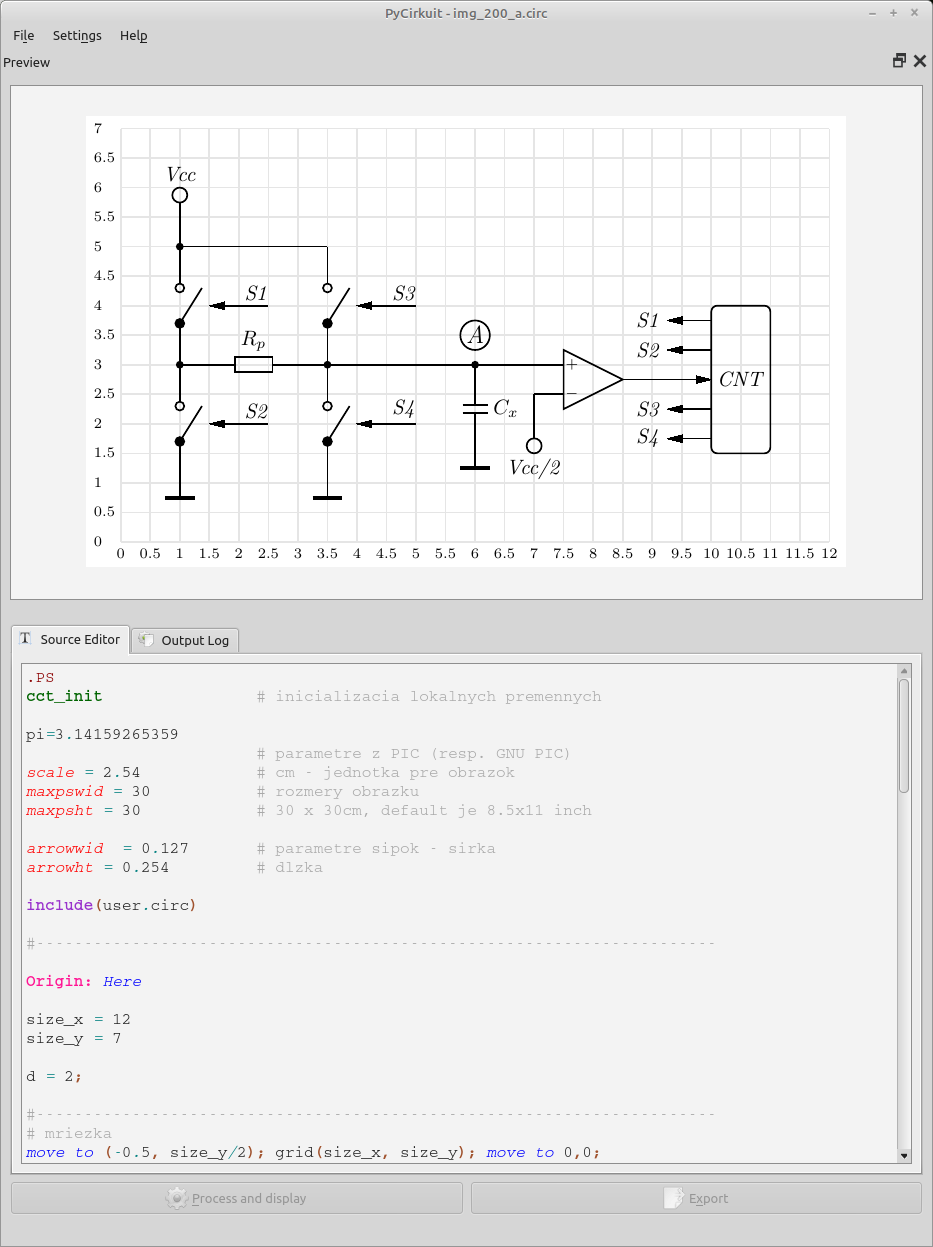 PyCirkuit - img_200_a.circ
File Settings Help
Preview
7
6.5
6
5.5
5
4.5
4
3.5
3
2.5
2
1.5
1
0.5
0
0 0.5 1 1.5 2 2.5 3 3.5 4 4.5 5 5.5 6 6.5 7 7.5 8 8.5 9 9.5 10 10.5 11 11.5 12
Vcc
S1
S3
Rp
S2
S4
A
Cx
+
−
Vcc/2
S1
S2
S3
S4
CNT
Source Editor Output Log
.PS
cct_init # inicializacia lokalnych premennych
pi=3.14159265359
# parametre z PIC (resp. GNU PIC)
scale = 2.54 # cm - jednotka pre obrazok
maxpswid = 30 # rozmery obrazku
maxpsht = 30 # 30 x 30cm, default je 8.5x11 inch
arrowwid = 0.127 # parametre sipok - sirka
arrowht = 0.254 # dlzka
include(user.circ)
#-----------------------------------------------------------------------
Origin: Here
size_x = 12
size_y = 7
d = 2;
#-----------------------------------------------------------------------
# mriezka
move to (-0.5, size_y/2); grid(size_x, size_y); move to 0,0;
Process and display Export